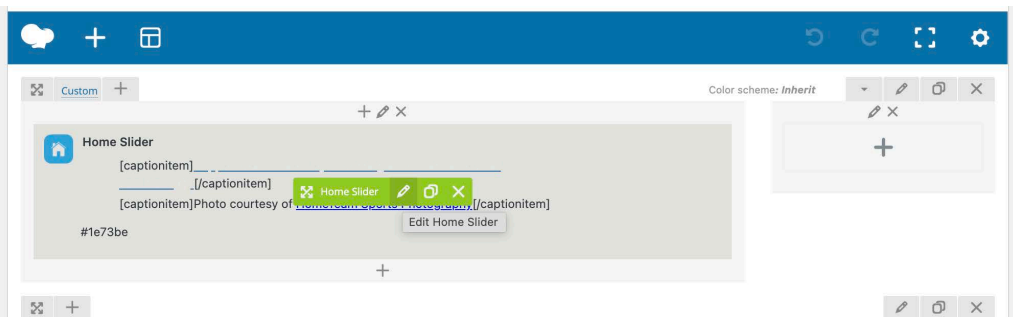 Custom
Color scheme: Inherit
Home Slider
[captionitem]
[/captionitem]
Home Slider
[captionitem]Photo courtesy of [/captionitem]
Edit Home Slider
#1e73be